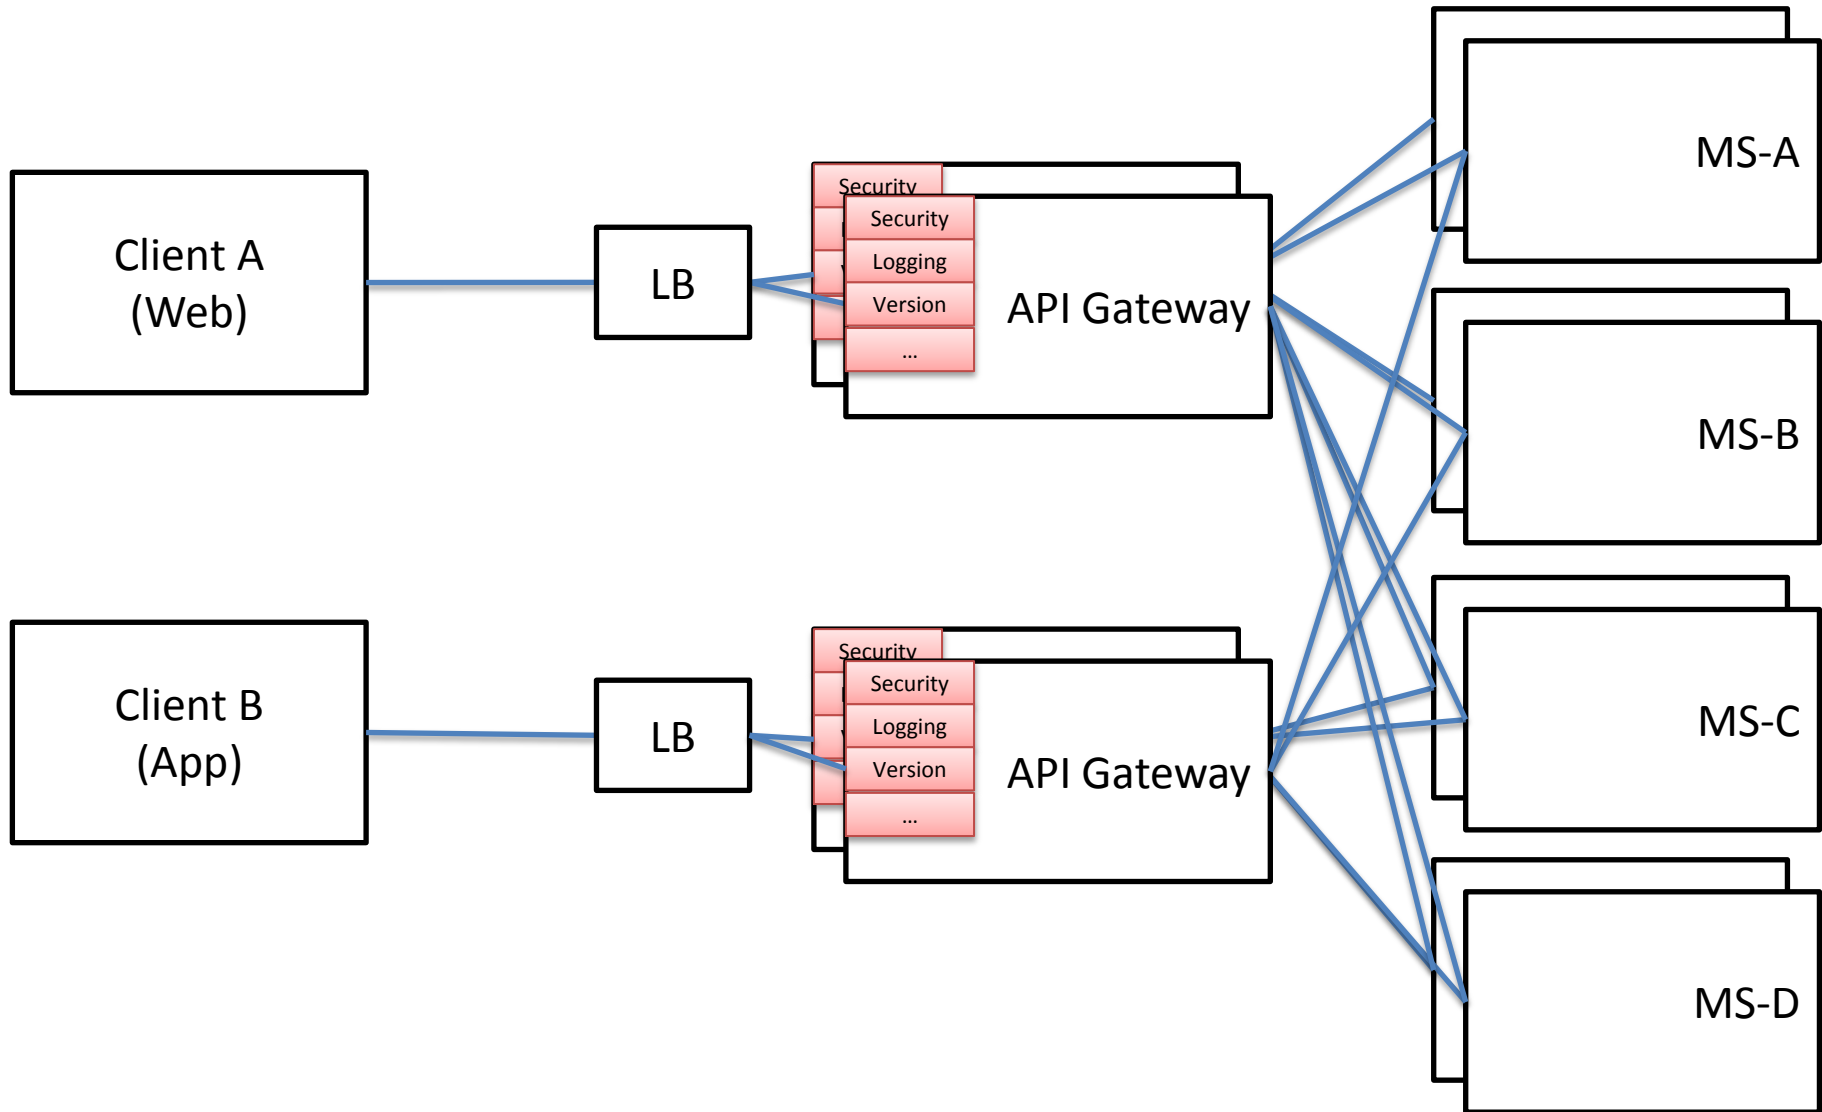 Client A
(Web)
LB
Security
Security
Logging
Version
...
API Gateway
MS-A
MS-B
Client B
(App)
LB
Security
Security
Logging
Version
...
API Gateway
MS-C
MS-D